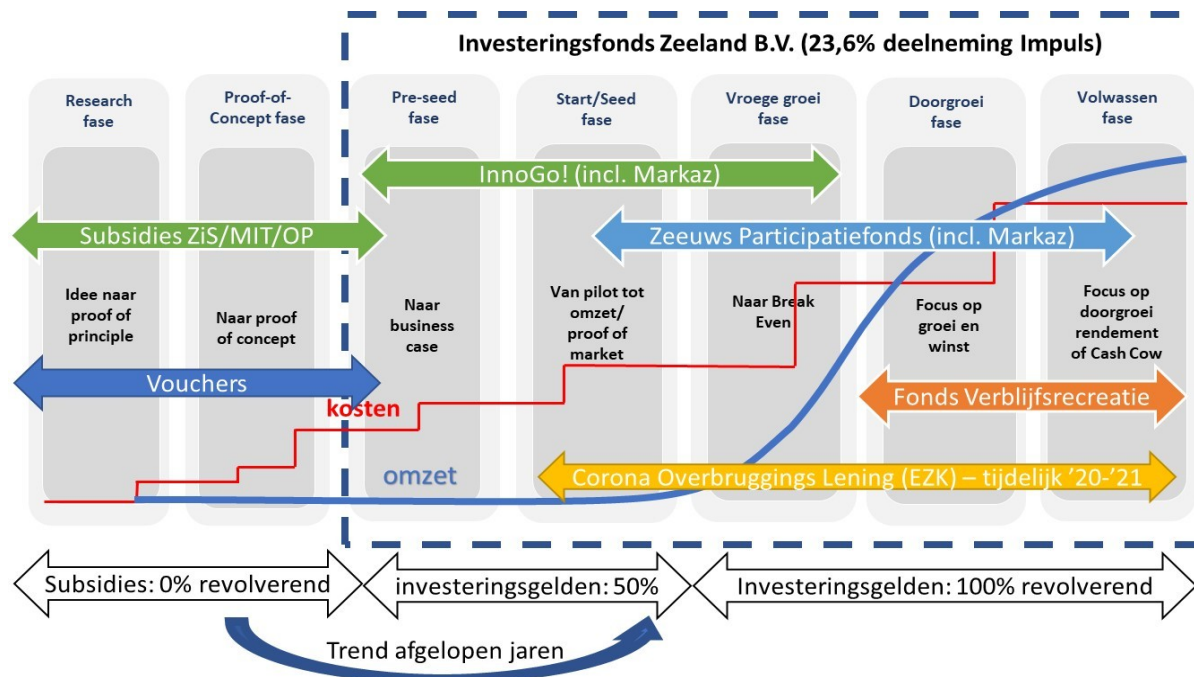 Investeringsfonds Zeeland B.V. (23,6% deelneming Impuls)
Research
fase
Proof-of-
Concept fase
Pre-seed
fase
Start/Seed
fase
Vroege groei
fase
Doorgroei
fase
Volwassen
fase
InnoGo! (incl. Markaz)
Subsidies ZiS/MIT/OP
Zeeuws Participatiefonds (incl. Markaz)
Idee naar
proof of
principle
Naar proof
of concept
Naar
business
case
Van pilot tot
omzet/
proof of
market
Naar Break
Even
Focus op
groei en
winst
Focus op
doorgroei
rendement
of Cash Cow
Vouchers
kosten
Fonds Verblijfsrecreatie
omzet
Corona Overbruggings Lening (EZK) – tijdelijk ’20-’21
Subsidies: 0% revolverend
investeringsgelden: 50%
Investeringsgelden: 100% revolverend
Trend afgelopen jaren